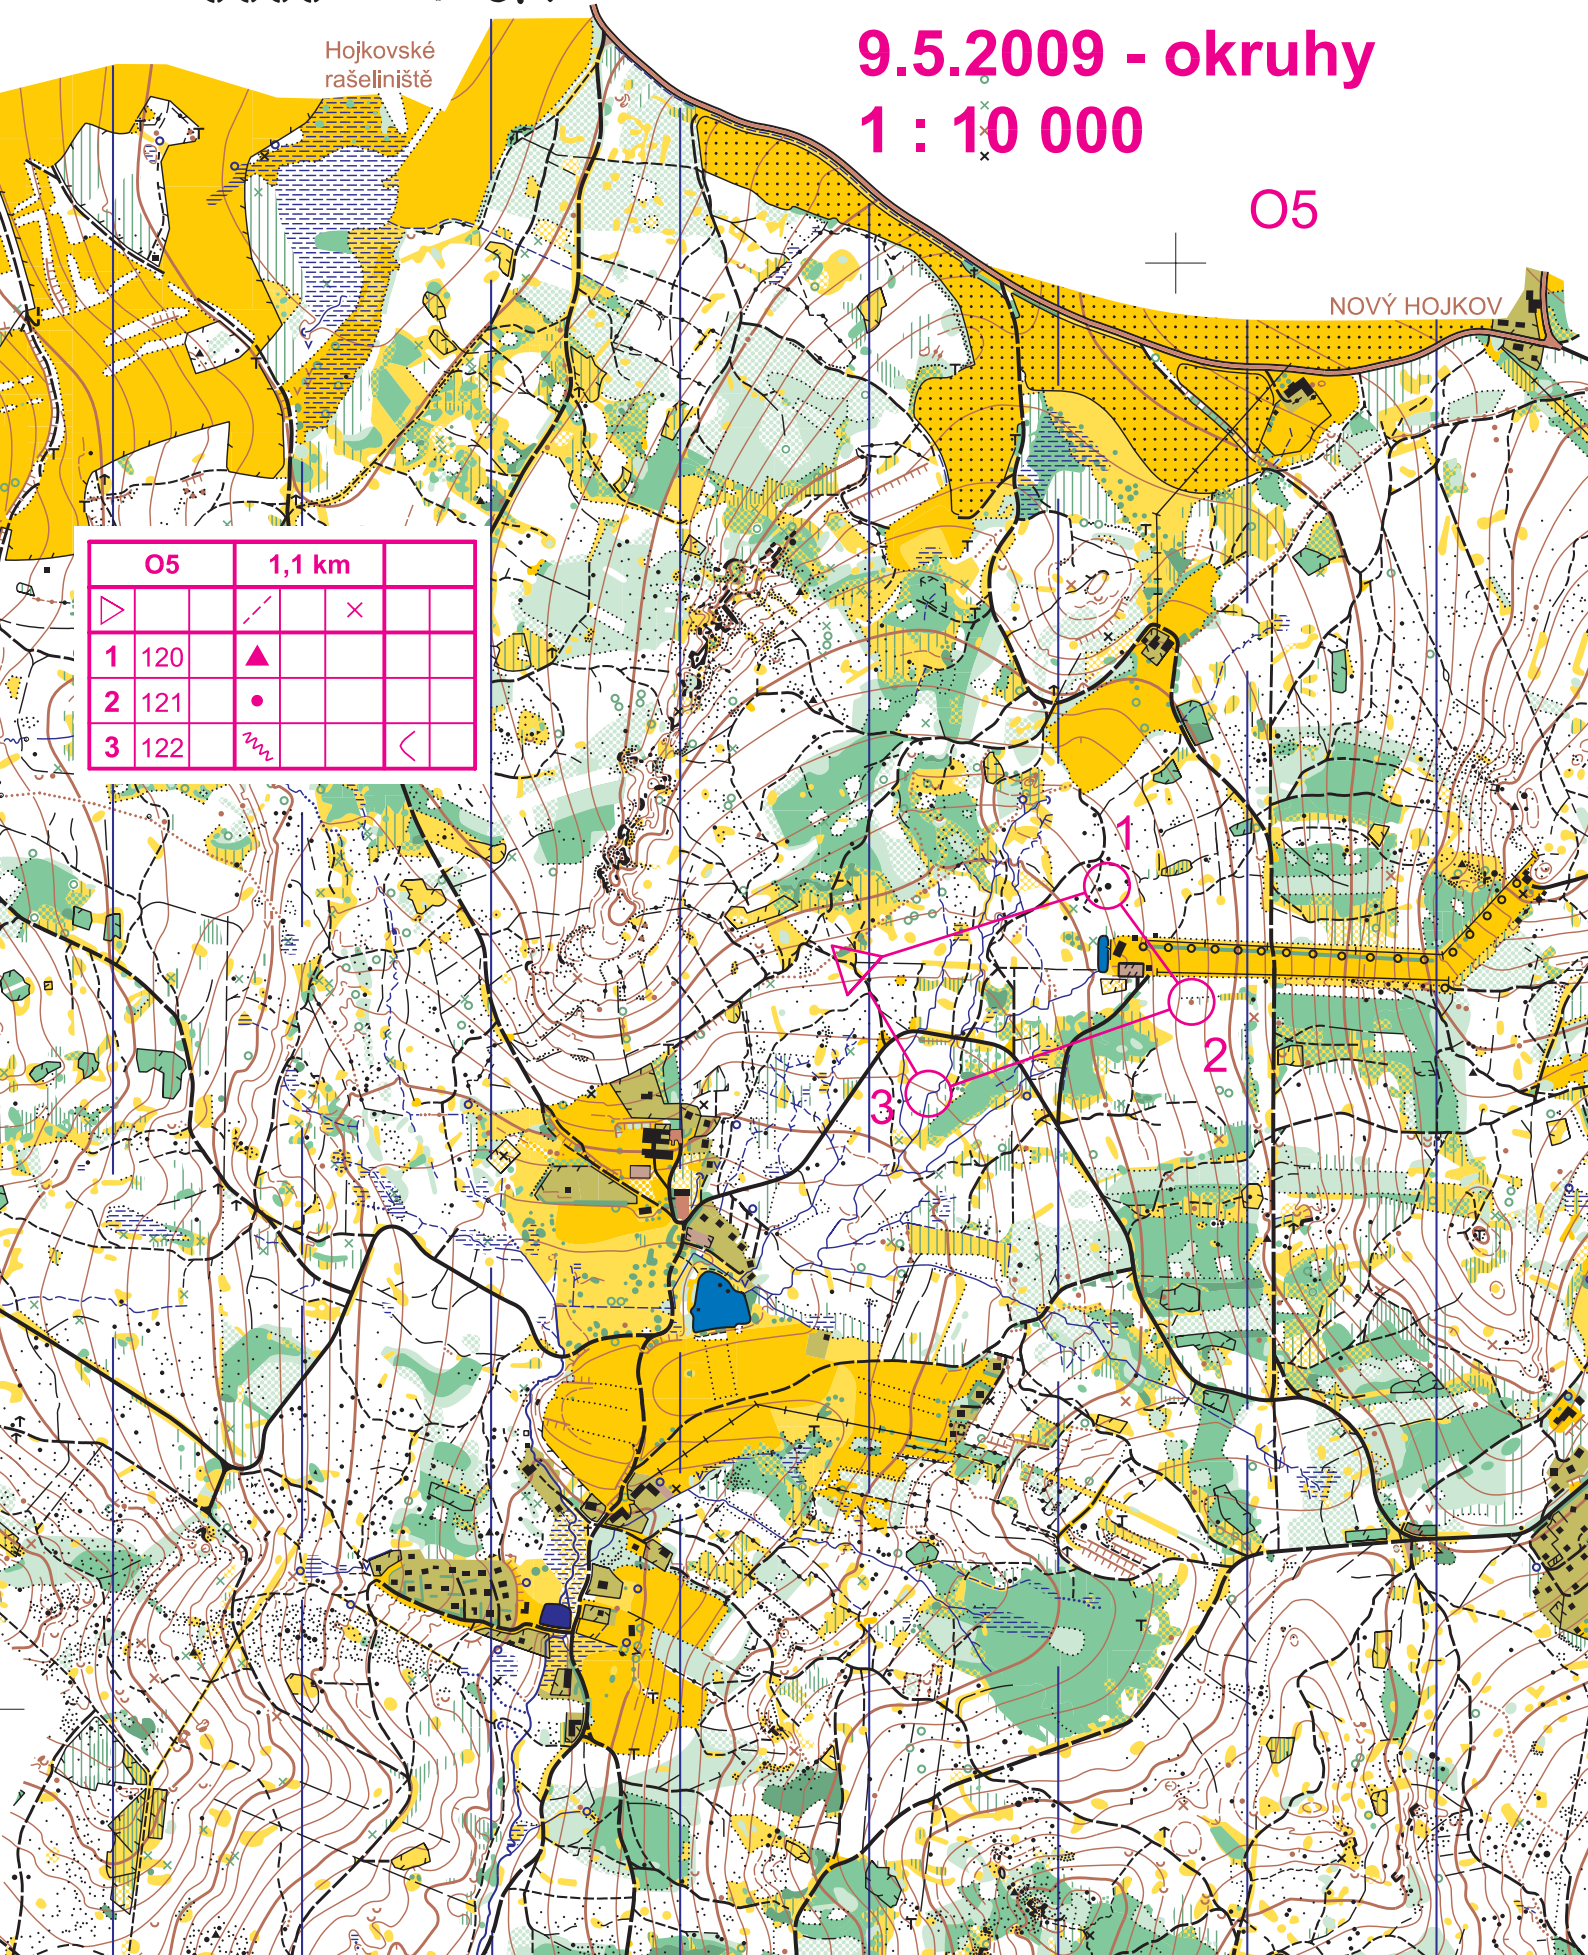 Hojkovské
rašeliniště
9.5.2009 - okruhy
1 : 10 000
O5
NOVÝ HOJKOV
O5 1,1 km
1 120
2 121
3 122
1
2
3